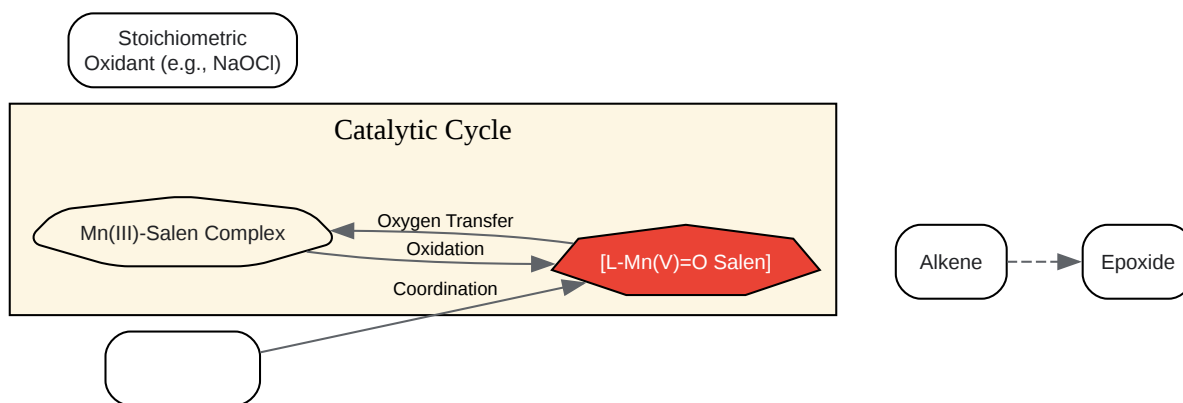 Stoichiometric
Oxidant (e.g., NaOCl)
Catalytic Cycle
Oxygen Transfer
Mn(III)-Salen Complex
Oxidation
[L-Mn(V)=O Salen]
Coordination
Alkene
Epoxide